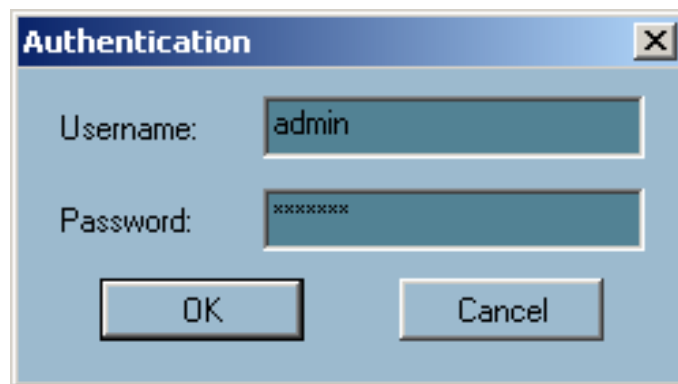 Authentication
Username: admin
Password: *******
OK Cancel